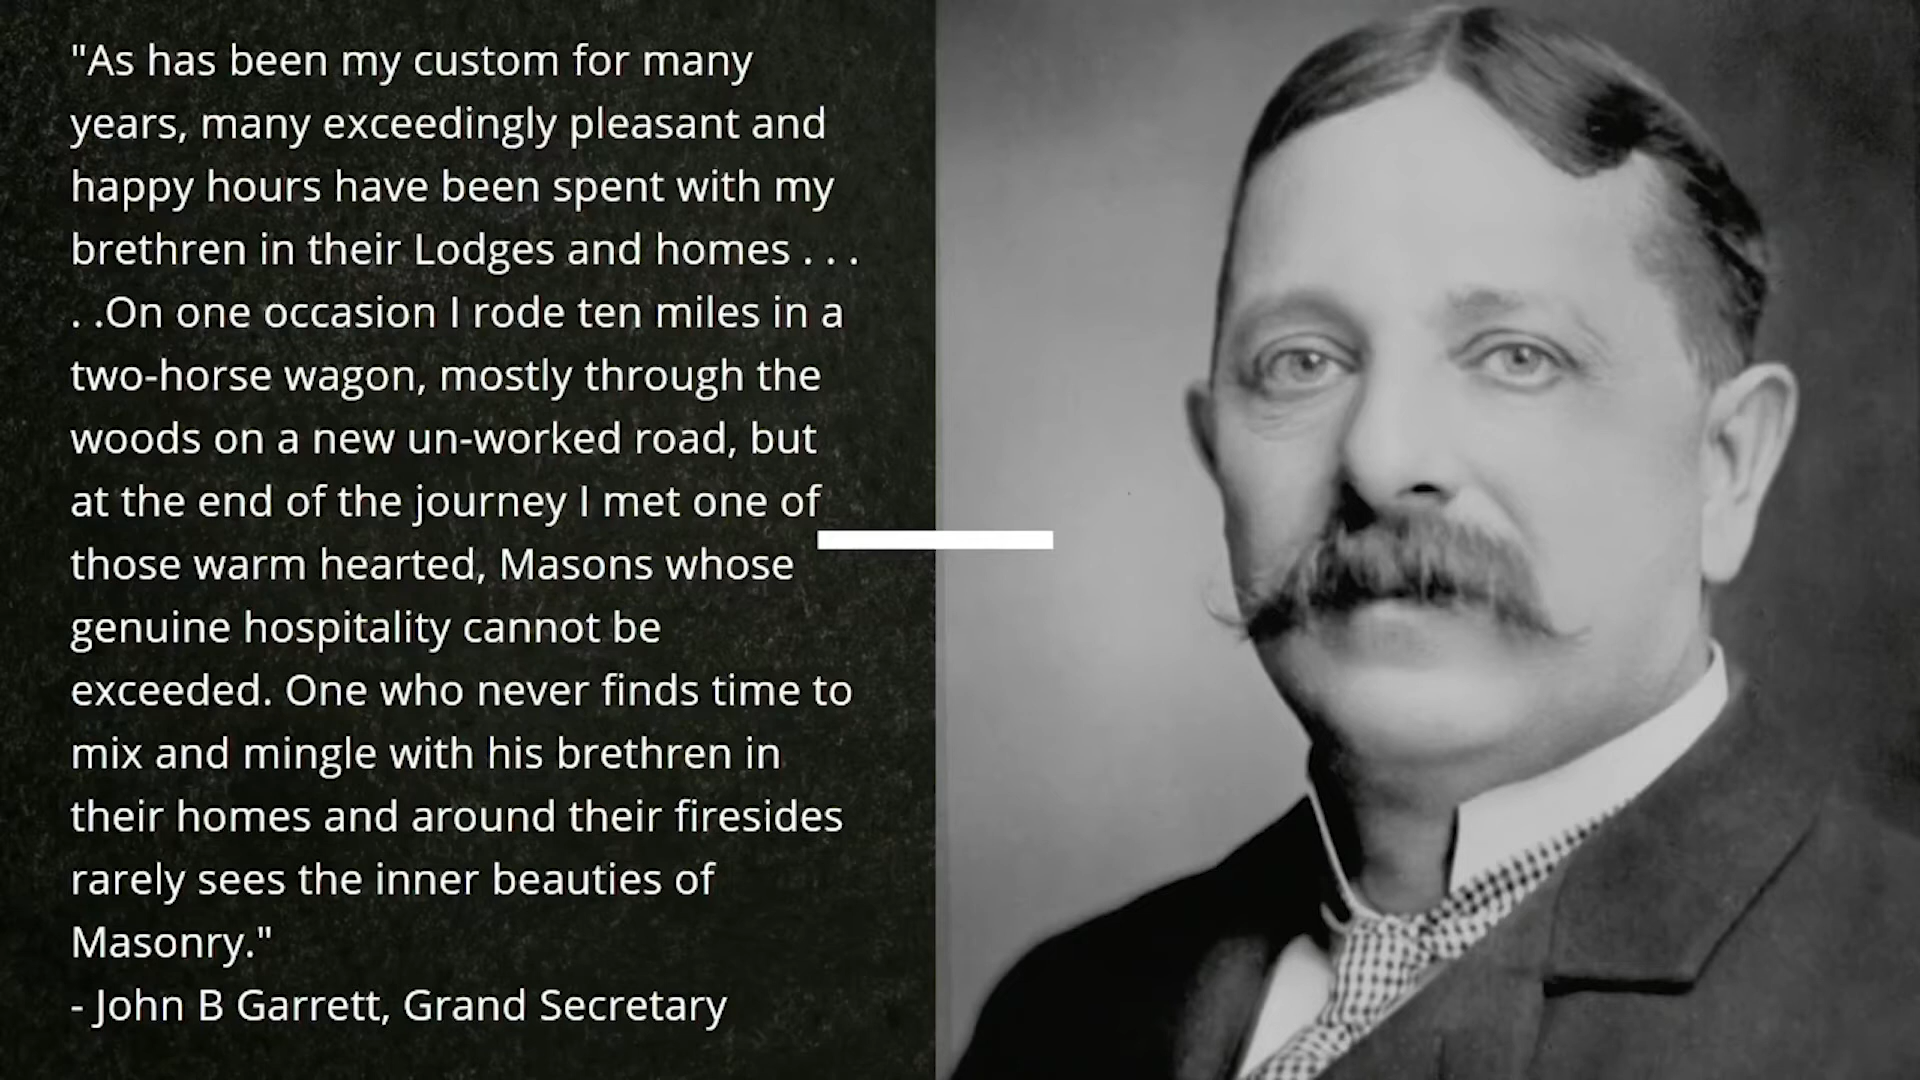 "As has been my custom for many
years, many exceedingly pleasant and
happy hours have been spent with my
brethren in their Lodges and homes . . .
. .On one occasion I rode ten miles in a
two-horse wagon, mostly through the
woods on a new un-worked road, but
at the end of the journey I met one of
those warm hearted, Masons whose
genuine hospitality cannot be
exceeded. One who never finds time to
mix and mingle with his brethren in
their homes and around their firesides
rarely sees the inner beauties of
Masonry."
- John B Garrett, Grand Secretary